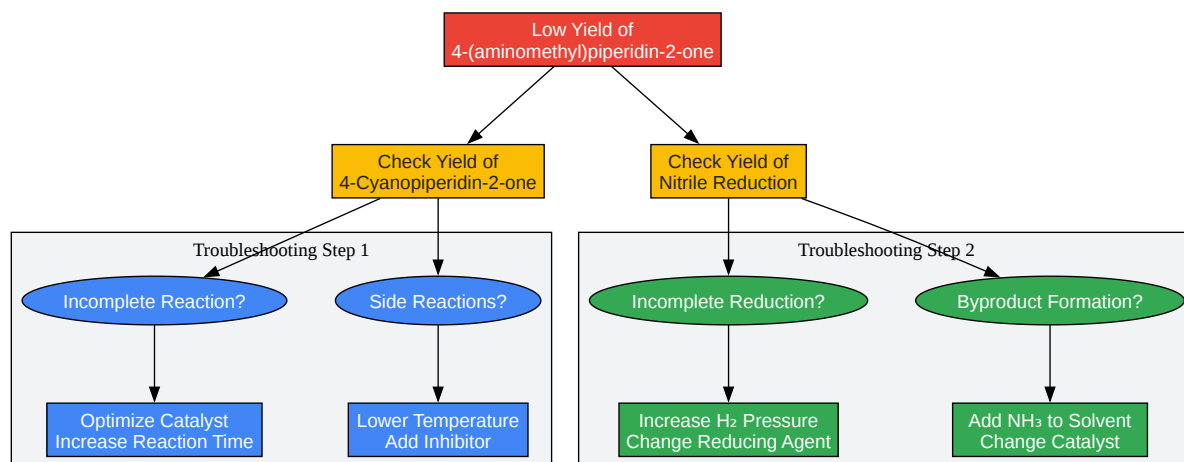 Low Yield of
4-(aminomethyl)piperidin-2-one
Check Yield of
4-Cyanopiperidin-2-one
Check Yield of
Nitrile Reduction
Troubleshooting Step 1
Troubleshooting Step 2
Incomplete Reaction?
Side Reactions?
Incomplete Reduction?
Byproduct Formation?
Optimize Catalyst
Increase Reaction Time
Lower Temperature
Add Inhibitor
Increase H₂ Pressure
Change Reducing Agent
Add NH₃ to Solvent
Change Catalyst